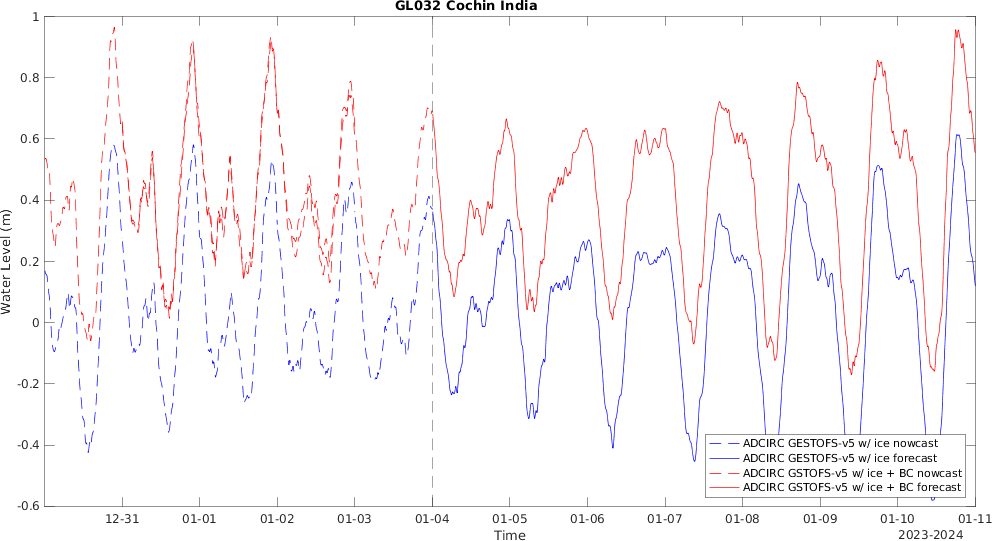 GL032 Cochin India
Water Level (m)
1
0.8
0.6
0.4
0.2
0
-0.2
-0.4
-0.6
ADCIRC GESTOFS-v5 w/ ice nowcast
ADCIRC GESTOFS-v5 w/ ice forecast
ADCIRC GSTOFS-v5 w/ ice + BC nowcast
ADCIRC GSTOFS-v5 w/ ice + BC forecast
12-31 01-01 01-02 01-03 01-04 01-05 01-06 01-07 01-08 01-09 01-10 01-11
Time
2023-2024